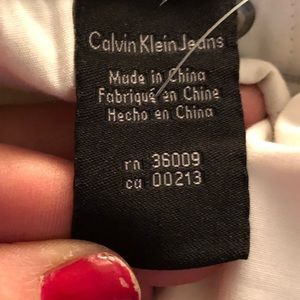 Calvin Klein Jeans
Made in China
Fabriqué en Chine
Hecho en China
rn 36009
ca 00213